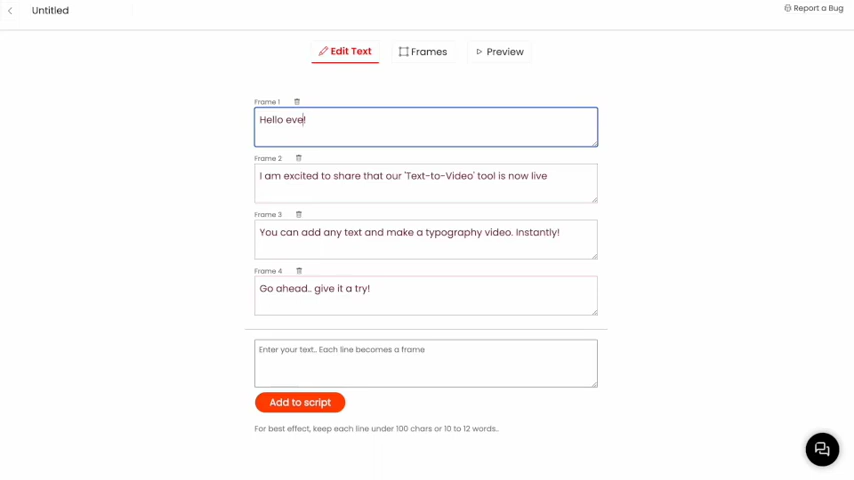 Untitled
Report a Bug
Edit Text
Frames
Preview
Frame 1
Hello eve!
Frame 2
I am excited to share that our 'Text-to-Video' tool is now live
Frame 3
You can add any text and make a typography video. Instantly!
Frame 4
Go ahead.. give it a try!
Enter your text.. Each line becomes a frame
Add to script
For best effect, keep each line under 100 chars or 10 to 12 words..